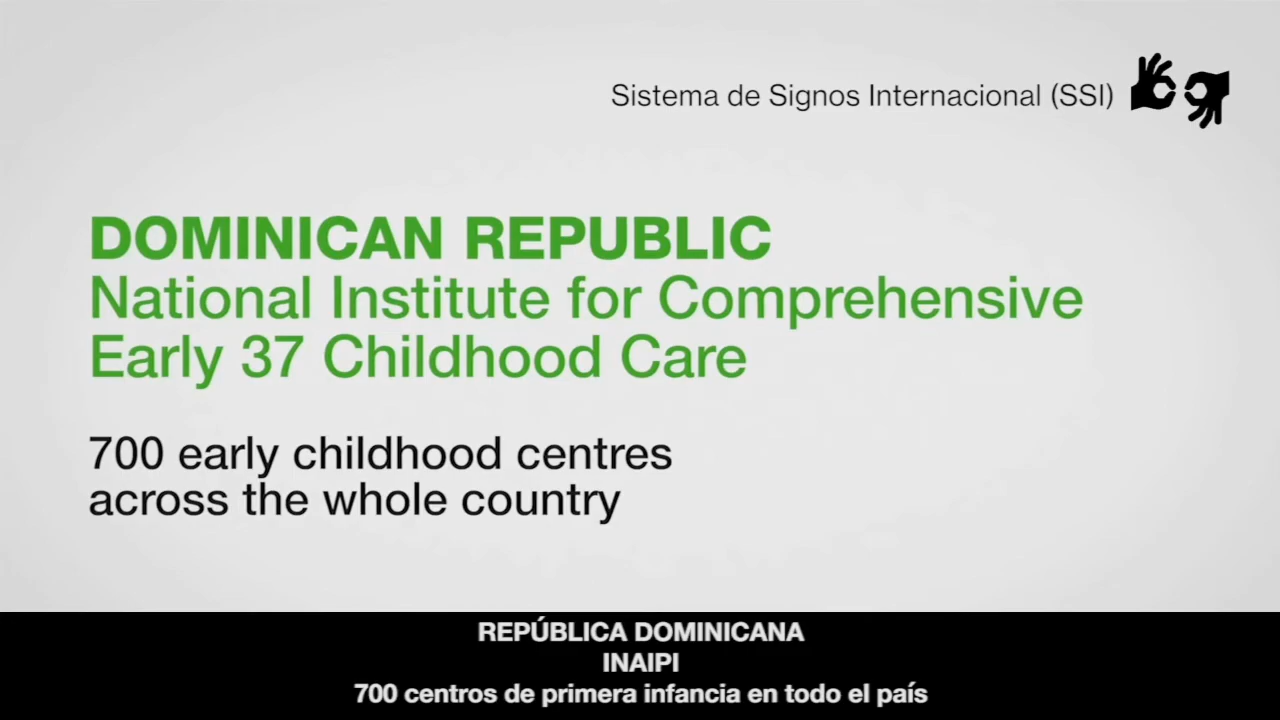 Sistema de Signos Internacional (SSI)
DOMINICAN REPUBLIC
National Institute for Comprehensive
Early 37 Childhood Care
700 early childhood centres
across the whole country
REPÚBLICA DOMINICANA
INAIPI
700 centros de primera infancia en todo el país